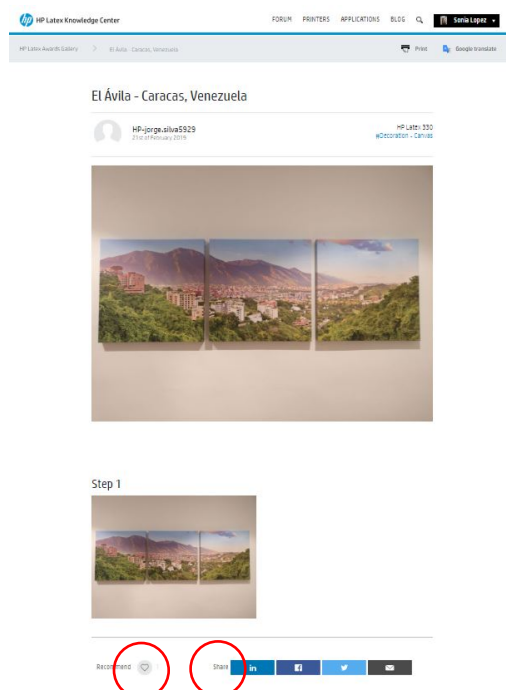 hp HP Latex Knowledge Center
FORUM PRINTERS APPLICATIONS BLOG Sonia Lopez
HP Latex Awards Gallery > El Ávila - Caracas, Venezuela Print Google translate
El Ávila - Caracas, Venezuela
HP-jorge.silva5929 HP Latex 330
21st of February 2019 #Decoration - Canvas
Step 1
Recommend Share in f